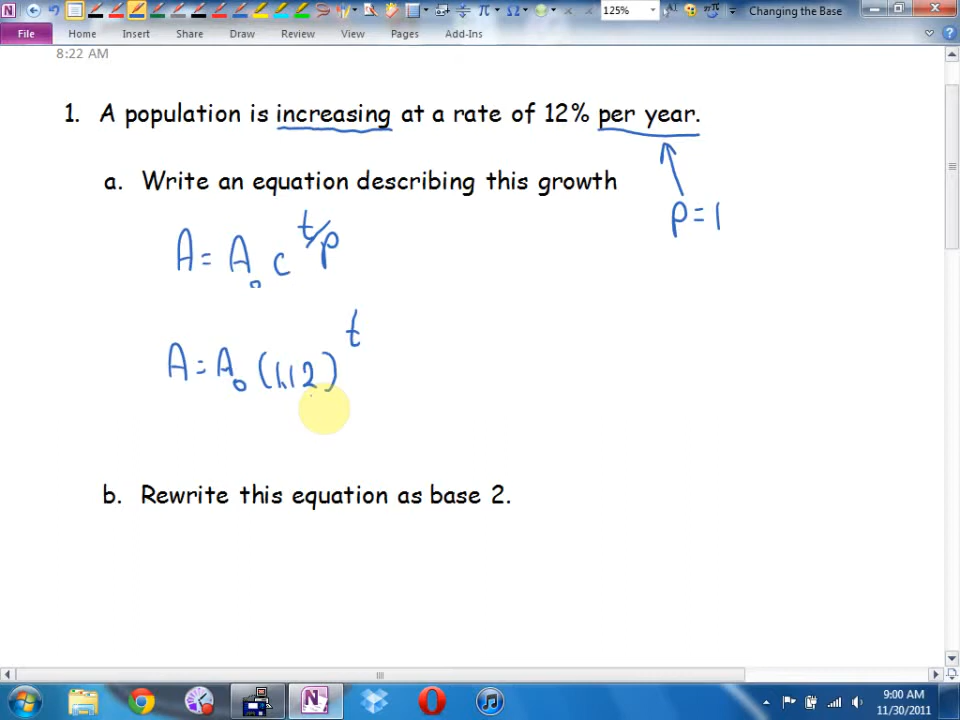 125%
Changing the Base
File Home Insert Share Draw Review View Pages Add-Ins
8:22 AM
1. A population is increasing at a rate of 12% per year.
a. Write an equation describing this growth
p = 1
A = A₀ c^(t/p)
A = A₀ (1.12)^t
b. Rewrite this equation as base 2.
9:00 AM
11/30/2011